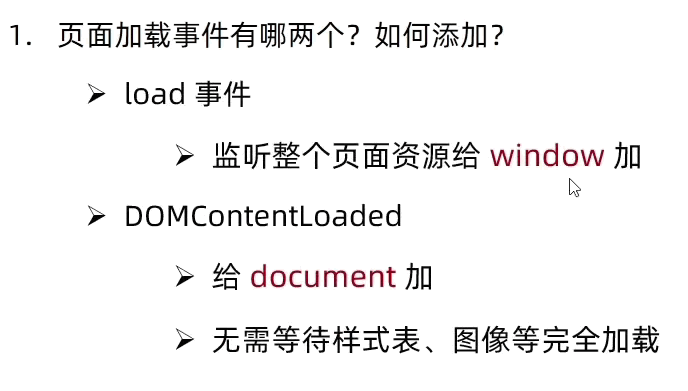 1. 页面加载事件有哪两个？如何添加？
➢ load 事件
➢ 监听整个页面资源给 window 加
➢ DOMContentLoaded
➢ 给 document 加
➢ 无需等待样式表、图像等完全加载